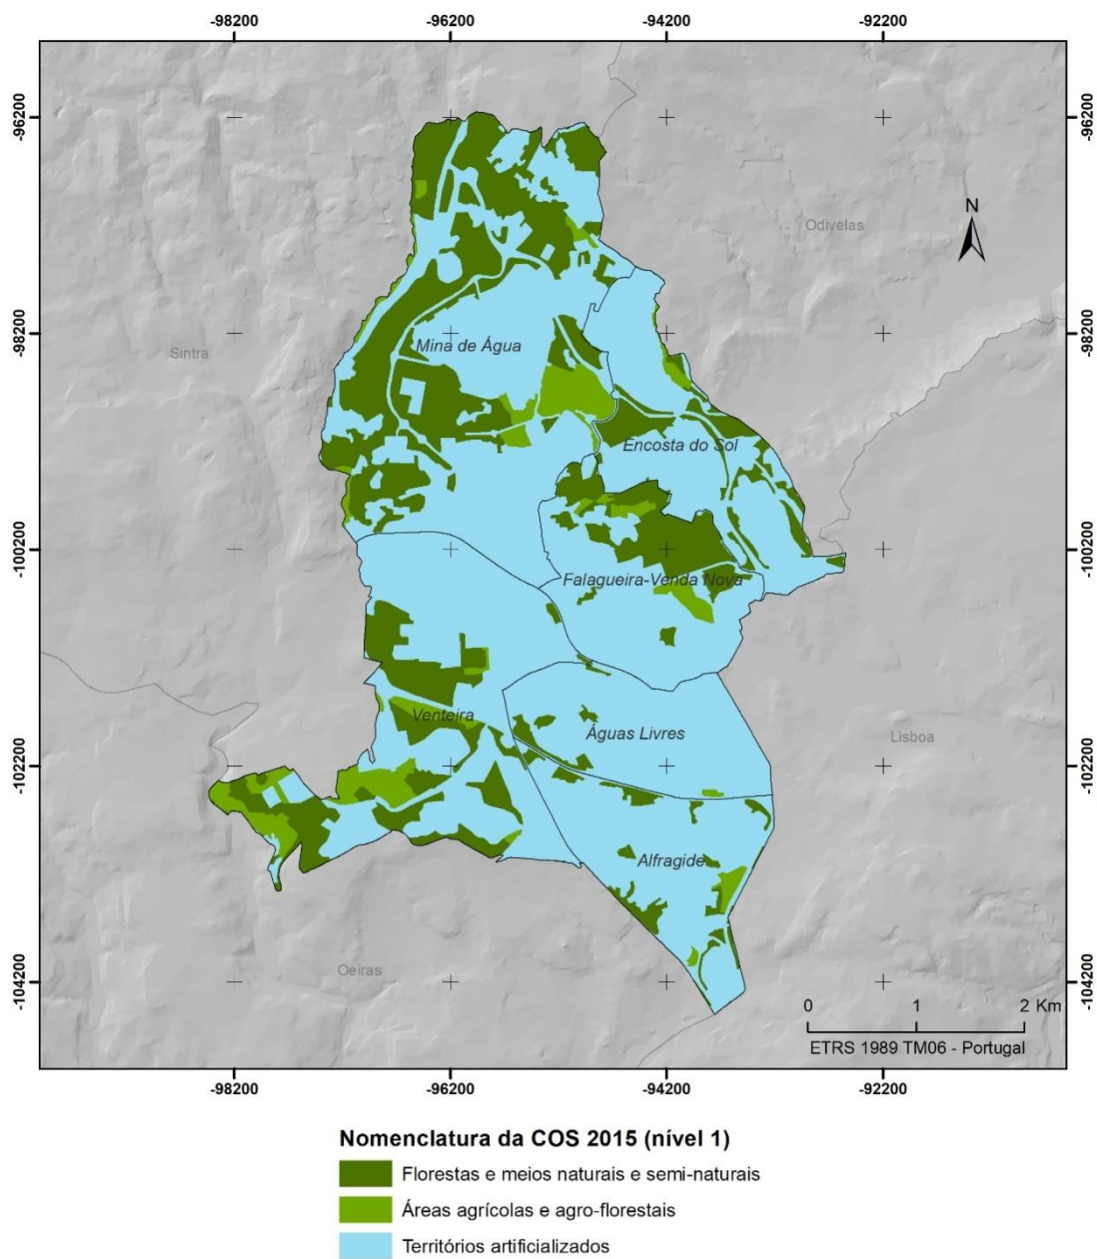 -98200 -96200 -94200 -92200
-96200 -96200
N
Odivelas
-98200 -98200
Mina de Água
Sintra
Encosta do Sol
-100200 -100200
Falagueira-Venda Nova
Venteira
Águas Livres
Lisboa
-102200 -102200
Alfragide
Oeiras
-104200 -104200
0 1 2 Km
ETRS 1989 TM06 - Portugal
-98200 -96200 -94200 -92200
Nomenclatura da COS 2015 (nível 1)
Florestas e meios naturais e semi-naturais
Áreas agrícolas e agro-florestais
Territórios artificializados